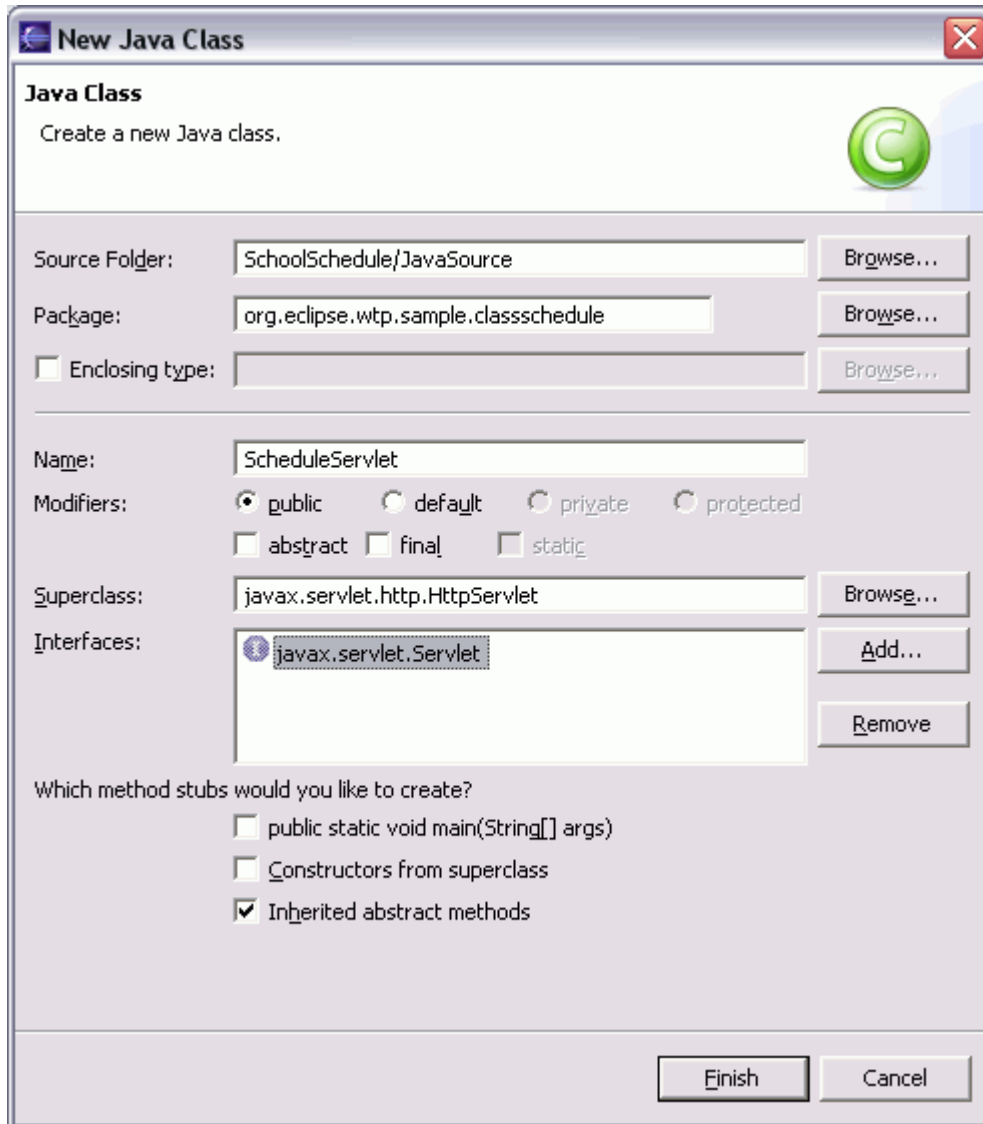 New Java Class
Java Class
Create a new Java class.
Source Folder: SchoolSchedule/JavaSource Browse...
Package: org.eclipse.wtp.sample.classschedule Browse...
Enclosing type: Browse...
Name: ScheduleServlet
Modifiers: public default private protected
abstract final static
Superclass: javax.servlet.http.HttpServlet Browse...
Interfaces: javax.servlet.Servlet Add...
Remove
Which method stubs would you like to create?
public static void main(String[] args)
Constructors from superclass
Inherited abstract methods
Finish Cancel